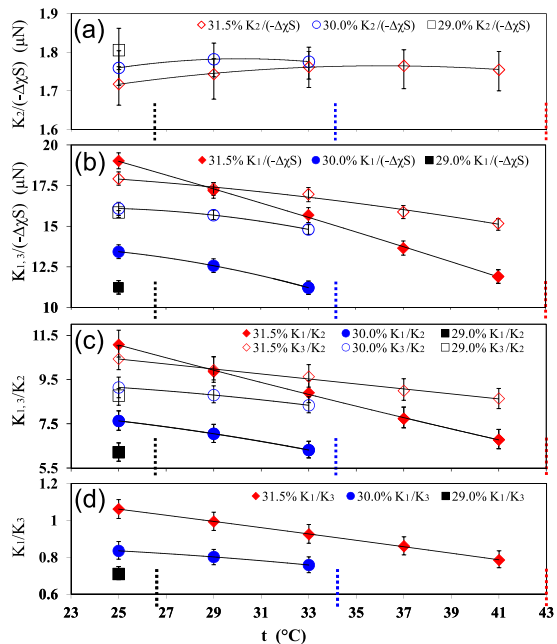 (a)
31.5% K2/(-ΔχS) 30.0% K2/(-ΔχS) 29.0% K2/(-ΔχS)
K2/(-ΔχS) (μN)
1.9
1.8
1.7
1.6
(b)
31.5% K1/(-ΔχS) 30.0% K1/(-ΔχS) 29.0% K1/(-ΔχS)
K1,3/(-ΔχS) (μN)
20
17.5
15
12.5
10
(c)
31.5% K1/K2 30.0% K1/K2 29.0% K1/K2
31.5% K3/K2 30.0% K3/K2 29.0% K3/K2
K1,3/K2
11.5
9.5
7.5
5.5
(d)
31.5% K1/K3 30.0% K1/K3 29.0% K1/K3
K1/K3
1.2
1
0.8
0.6
23 25 27 29 31 33 35 37 39 41 43
t (°C)